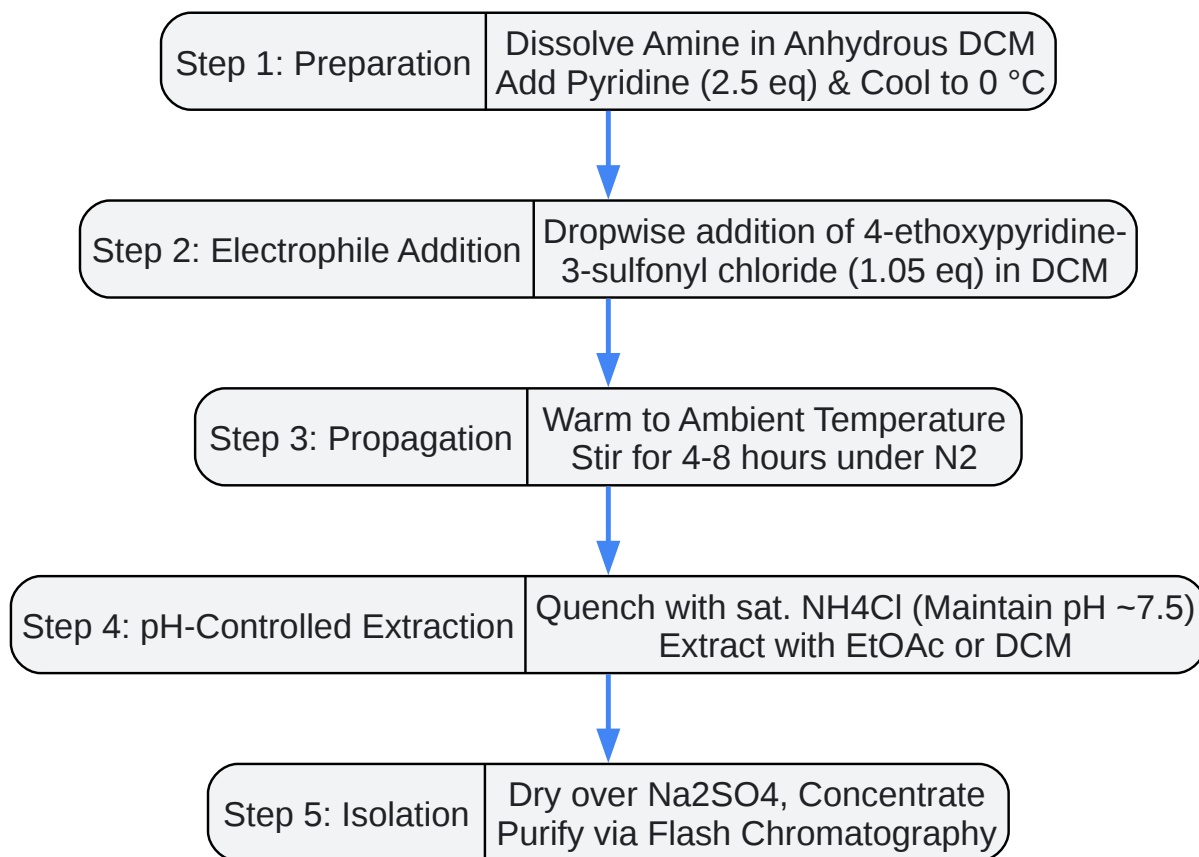 Step 1: Preparation
Dissolve Amine in Anhydrous DCM
Add Pyridine (2.5 eq) & Cool to 0 °C
Step 2: Electrophile Addition
Dropwise addition of 4-ethoxypyridine-
3-sulfonyl chloride (1.05 eq) in DCM
Step 3: Propagation
Warm to Ambient Temperature
Stir for 4-8 hours under N2
Step 4: pH-Controlled Extraction
Quench with sat. NH4Cl (Maintain pH ~7.5)
Extract with EtOAc or DCM
Step 5: Isolation
Dry over Na2SO4, Concentrate
Purify via Flash Chromatography